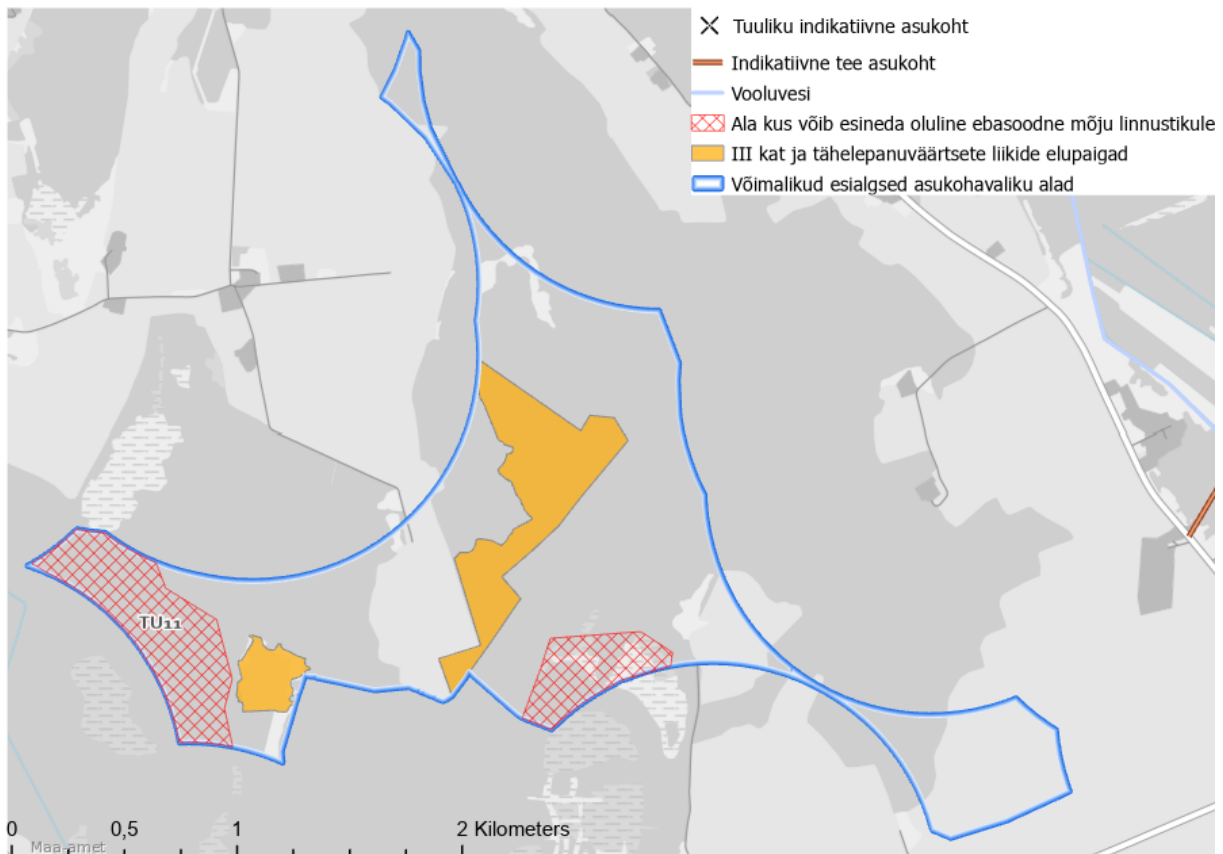 Tuuliku indikatiivne asukoht
Indikatiivne tee asukoht
Vooluvesi
Ala kus võib esineda oluline ebasoodne mõju linnustikule
III kat ja tähelepanuväärtsete liikide elupaigad
Võimalikud esialgsed asukohavaliku alad
TU11
0 0,5 1 2 Kilometers
Maa-amet